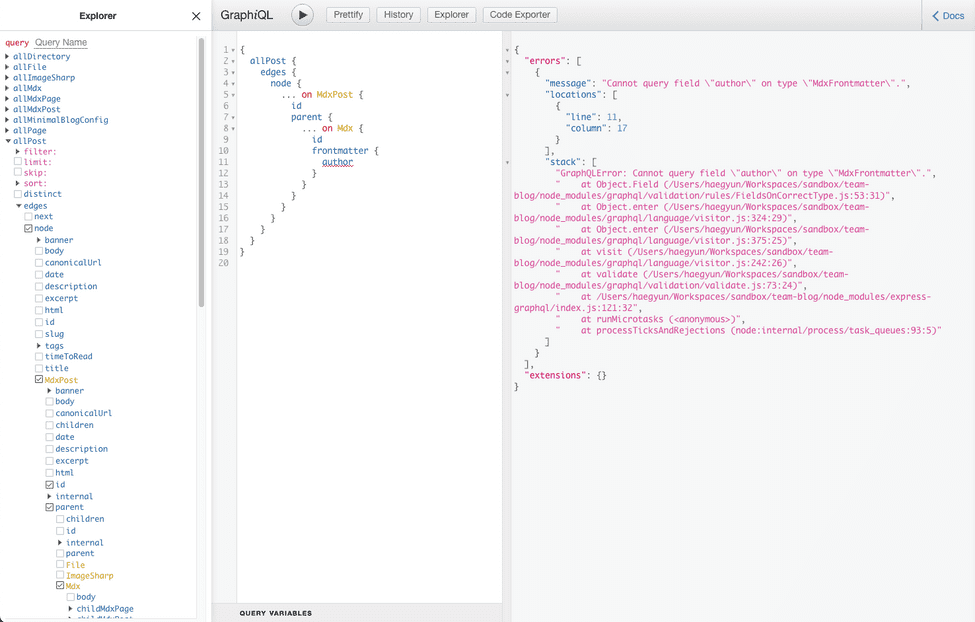 Explorer
GraphiQL
Prettify
History
Explorer
Code Exporter
Docs
query Query Name
allDirectory
allFile
allImageSharp
allMdx
allMdxPage
allMdxPost
allMinimalBlogConfig
allPage
allPost
filter:
limit:
skip:
sort:
distinct
edges
next
node
banner
body
canonicalUrl
date
description
excerpt
html
id
slug
tags
timeToRead
title
MdxPost
banner
body
canonicalUrl
children
date
description
excerpt
html
id
internal
parent
children
id
internal
parent
File
ImageSharp
Mdx
body
childMdxPage
childMdxPost
1 {
2 allPost {
3 edges {
4 node {
5 ... on MdxPost {
6 id
7 parent {
8 ... on Mdx {
9 id
10 frontmatter {
11 author
12 }
13 }
14 }
15 }
16 }
17 }
18 }
19 }
20
QUERY VARIABLES
{
"errors": [
{
"message": "Cannot query field \"author\" on type \"MdxFrontmatter\".",
"locations": [
{
"line": 11,
"column": 17
}
],
"stack": [
"GraphQLError: Cannot query field \"author\" on type \"MdxFrontmatter\".",
" at Object.Field (/Users/haegyun/Workspaces/sandbox/team-
blog/node_modules/graphql/validation/rules/FieldsOnCorrectType.js:53:31)",
" at Object.enter (/Users/haegyun/Workspaces/sandbox/team-
blog/node_modules/graphql/language/visitor.js:324:29)",
" at Object.enter (/Users/haegyun/Workspaces/sandbox/team-
blog/node_modules/graphql/language/visitor.js:375:25)",
" at visit (/Users/haegyun/Workspaces/sandbox/team-
blog/node_modules/graphql/language/visitor.js:242:26)",
" at validate (/Users/haegyun/Workspaces/sandbox/team-
blog/node_modules/graphql/validation/validate.js:73:24)",
" at /Users/haegyun/Workspaces/sandbox/team-blog/node_modules/express-
graphql/index.js:121:32",
" at runMicrotasks (<anonymous>)",
" at processTicksAndRejections (node:internal/process/task_queues:93:5)"
]
}
],
"extensions": {}
}